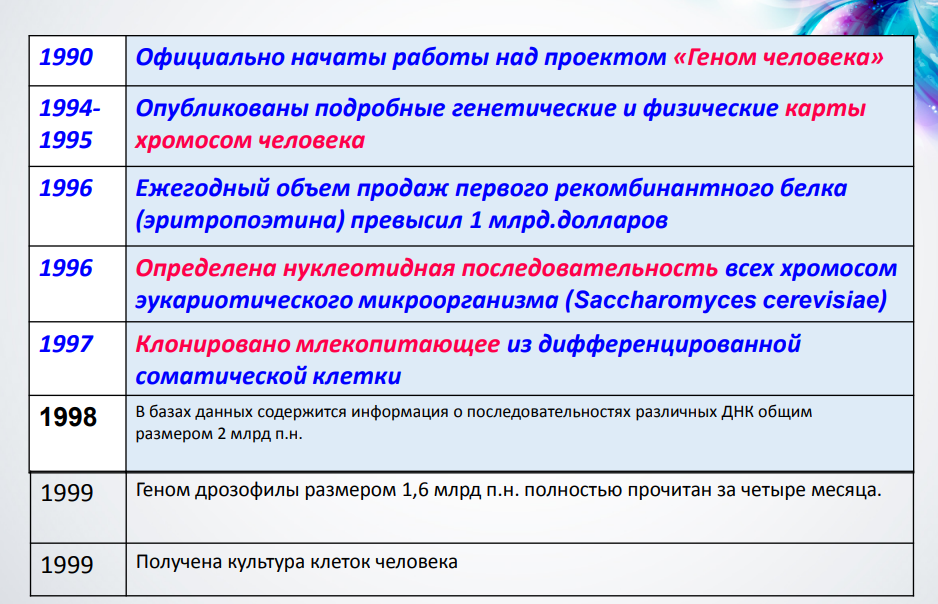 1990 Официально начаты работы над проектом «Геном человека»
1994- Опубликованы подробные генетические и физические карты
1995 хромосом человека
1996 Ежегодный объем продаж первого рекомбинантного белка
(эритропоэтина) превысил 1 млрд.долларов
1996 Определена нуклеотидная последовательность всех хромосом
эукариотического микроорганизма (Saccharomyces cerevisiae)
1997 Клонировано млекопитающее из дифференцированной
соматической клетки
1998 В базах данных содержится информация о последовательностях различных ДНК общим
размером 2 млрд п.н.
1999 Геном дрозофилы размером 1,6 млрд п.н. полностью прочитан за четыре месяца.
1999 Получена культура клеток человека